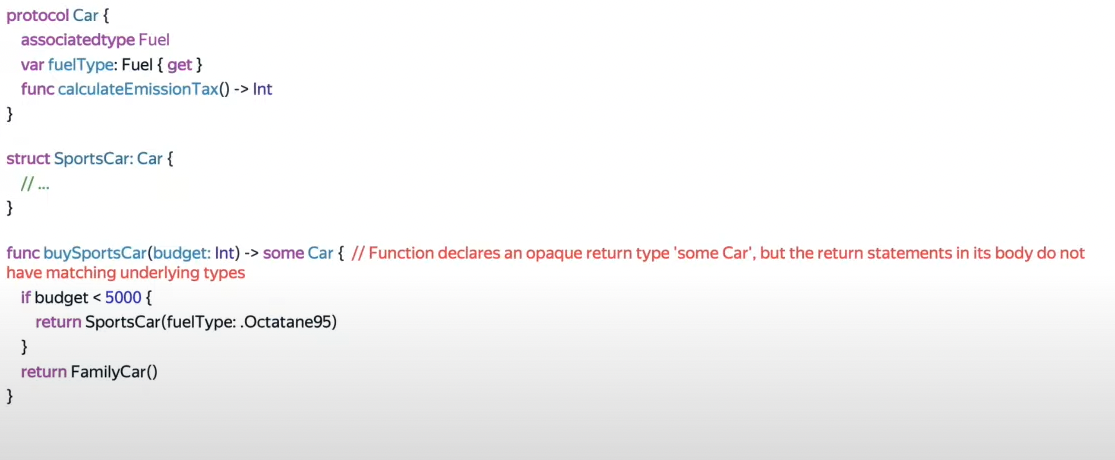 protocol Car {
associatedtype Fuel
var fuelType: Fuel { get }
func calculateEmissionTax() -> Int
}
struct SportsCar: Car {
// ...
}
func buySportsCar(budget: Int) -> some Car { // Function declares an opaque return type 'some Car', but the return statements in its body do not
have matching underlying types
if budget < 5000 {
return SportsCar(fuelType: .Octatane95)
}
return FamilyCar()
}